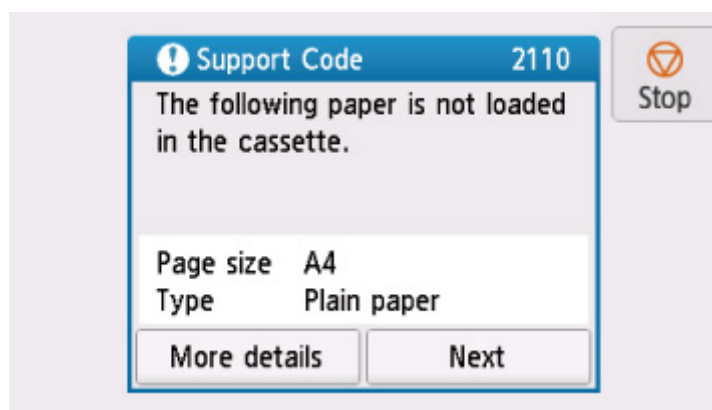 Support Code 2110
Stop
The following paper is not loaded
in the cassette.
Page size A4
Type Plain paper
More details Next